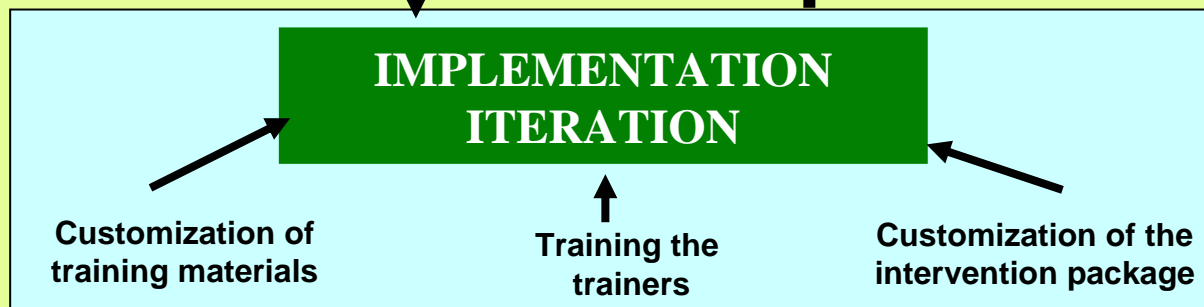 IMPLEMENTATION
ITERATION
Customization of
training materials
Training the
trainers
Customization of the
intervention package